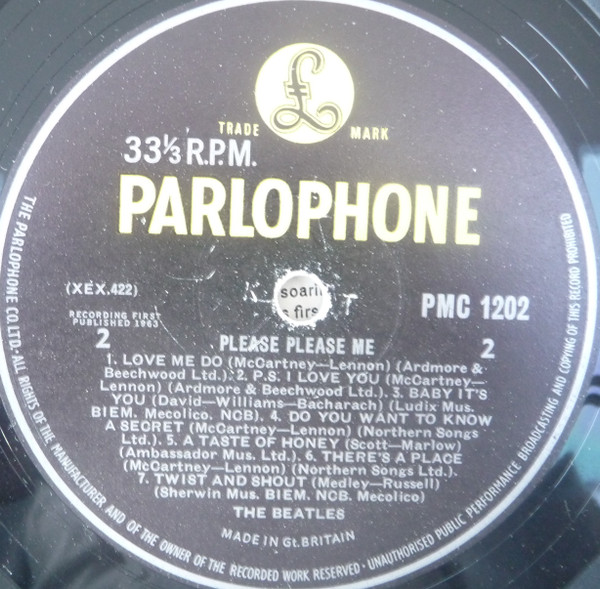 £
TRADE MARK
33⅓ R.P.M.
PARLOPHONE
(XEX.422)
PMC 1202
RECORDING FIRST
PUBLISHED 1963
2
2
soarin
firs
K T
PLEASE PLEASE ME
1. LOVE ME DO (McCartney—Lennon) (Ardmore &
Beechwood Ltd.). 2. P.S. I LOVE YOU (McCartney—
Lennon) (Ardmore & Beechwood Ltd.). 3. BABY IT'S
YOU (David—Williams—Bacharach) (Ludix Mus.
BIEM. Mecolico. NCB). 4. DO YOU WANT TO KNOW
A SECRET (McCartney—Lennon) (Northern Songs
Ltd.). 5. A TASTE OF HONEY (Scott—Marlow)
(Ambassador Mus. Ltd.). 6. THERE'S A PLACE
(McCartney—Lennon) (Northern Songs Ltd.).
7. TWIST AND SHOUT (Medley—Russell)
(Sherwin Mus. BIEM. NCB. Mecolico)
THE BEATLES
MADE IN Gt. BRITAIN
THE PARLOPHONE CO. LTD. · ALL RIGHTS OF THE MANUFACTURER AND OF THE OWNER OF THE RECORDED WORK RESERVED · UNAUTHORISED PUBLIC PERFORMANCE BROADCASTING AND COPYING OF THIS RECORD PROHIBITED